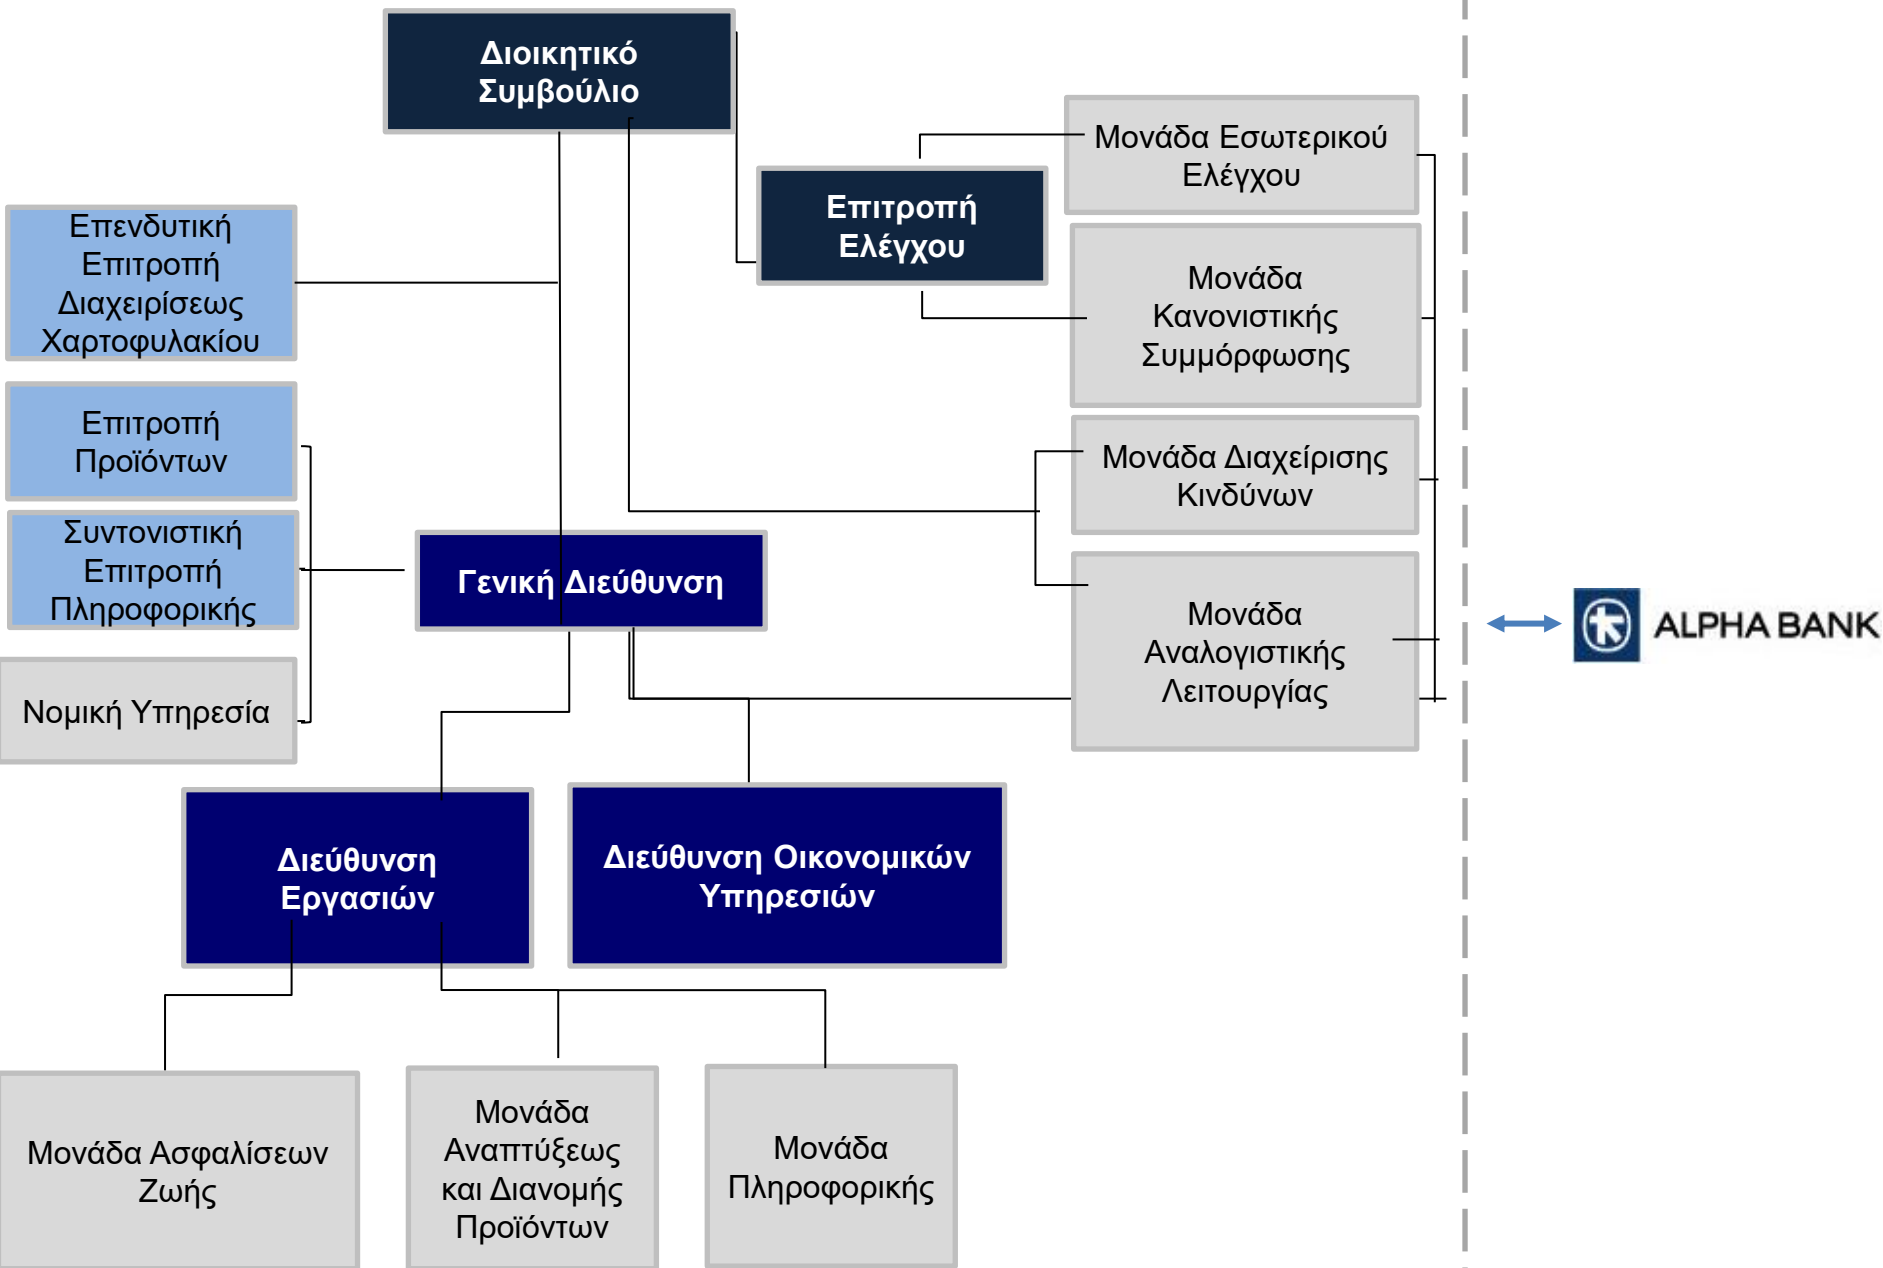 Διοικητικό
Συμβούλιο
Μονάδα Εσωτερικού
Ελέγχου
Επιτροπή
Ελέγχου
Επενδυτική
Επιτροπή
Διαχειρίσεως
Χαρτοφυλακίου
Μονάδα
Κανονιστικής
Συμμόρφωσης
Επιτροπή
Προϊόντων
Μονάδα Διαχείρισης
Κινδύνων
Συντονιστική
Επιτροπή
Πληροφορικής
Γενική Διεύθυνση
Μονάδα
Αναλογιστικής
Λειτουργίας
ALPHA BANK
Νομική Υπηρεσία
Διεύθυνση
Εργασιών
Διεύθυνση Οικονομικών
Υπηρεσιών
Μονάδα Ασφαλίσεων
Ζωής
Μονάδα
Αναπτύξεως
και Διανομής
Προϊόντων
Μονάδα
Πληροφορικής